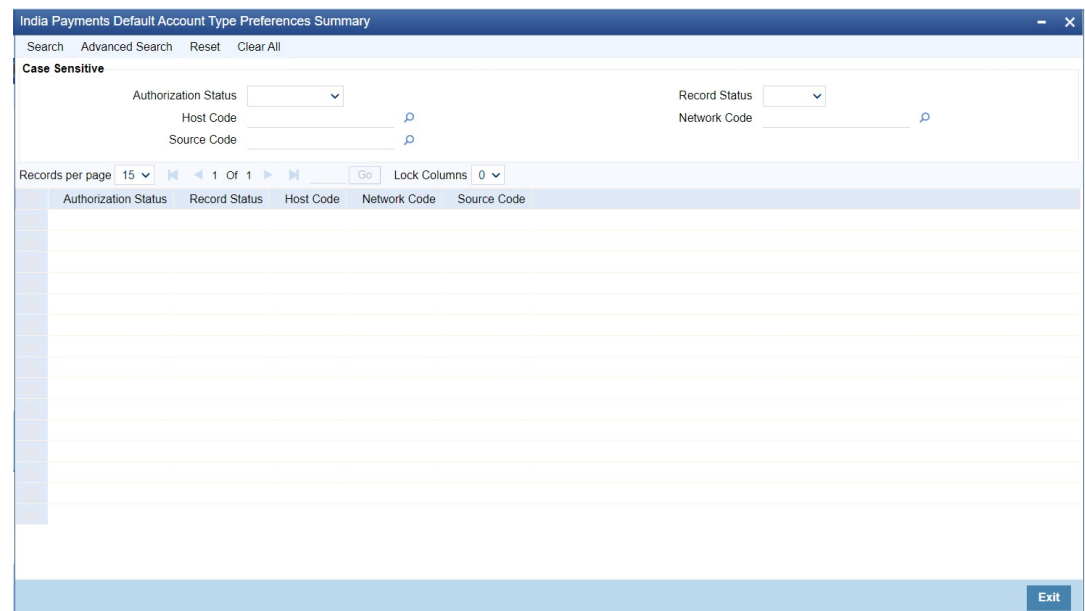 India Payments Default Account Type Preferences Summary
Search Advanced Search Reset Clear All
Case Sensitive
Authorization Status Record Status
Host Code Network Code
Source Code
Records per page 15 1 Of 1 Go Lock Columns 0
Authorization Status Record Status Host Code Network Code Source Code
Exit